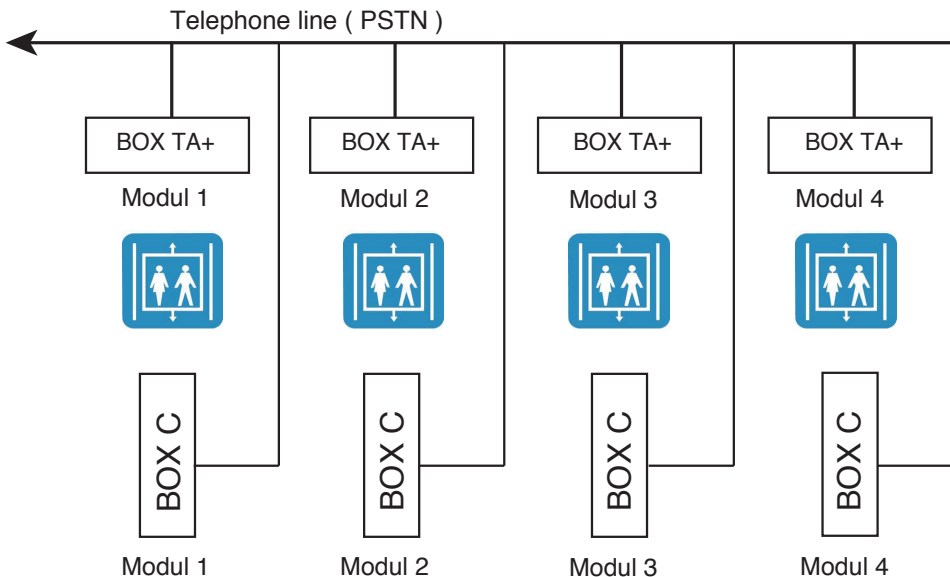 Telephone line ( PSTN )
BOX TA+ BOX TA+ BOX TA+ BOX TA+
Modul 1 Modul 2 Modul 3 Modul 4
BOX C BOX C BOX C BOX C
Modul 1 Modul 2 Modul 3 Modul 4